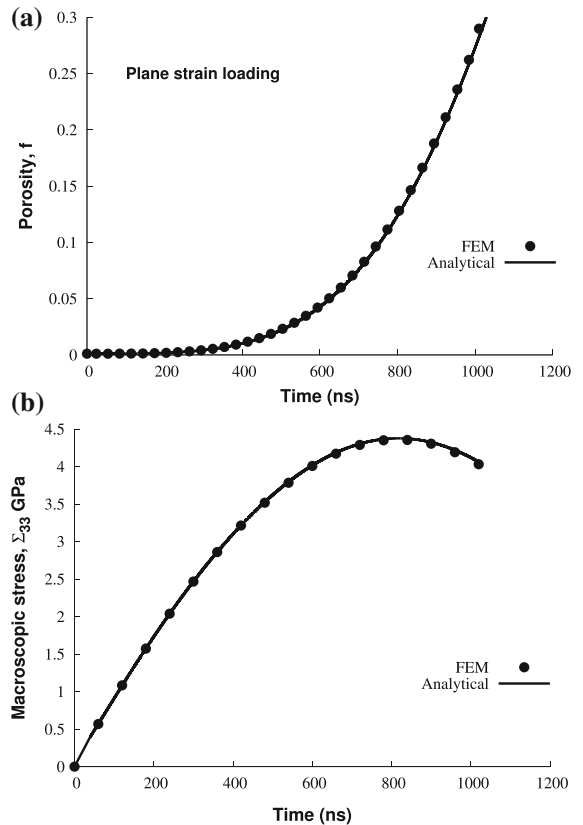 (a)
0.3
0.25
0.2
0.15
0.1
0.05
0
Porosity, f
Plane strain loading
FEM
Analytical
0 200 400 600 800 1000 1200
Time (ns)
(b)
4.5
4
3.5
3
2.5
2
1.5
1
0.5
0
Macroscopic stress, Σ33 GPa
FEM
Analytical
0 200 400 600 800 1000 1200
Time (ns)